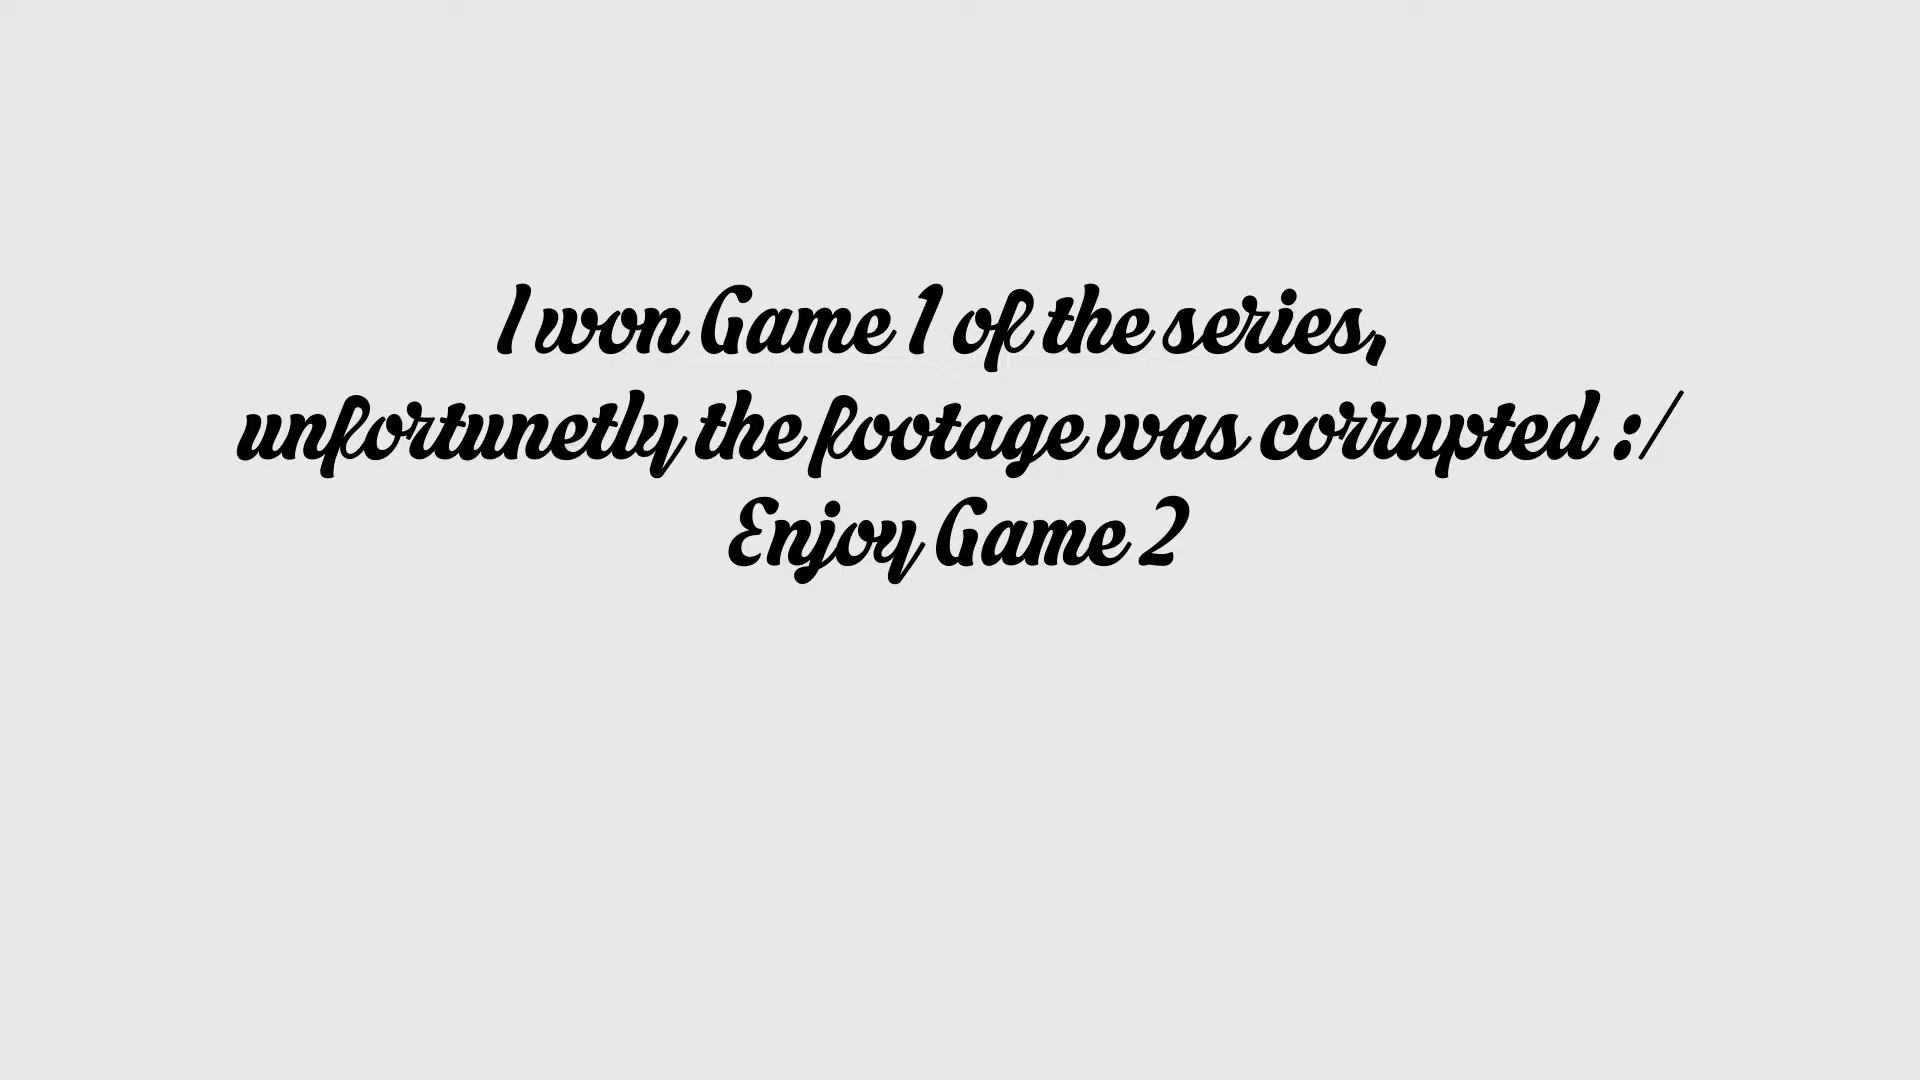 I won Game 1 of the series,
unfortunetly the footage was corrupted :/
Enjoy Game 2